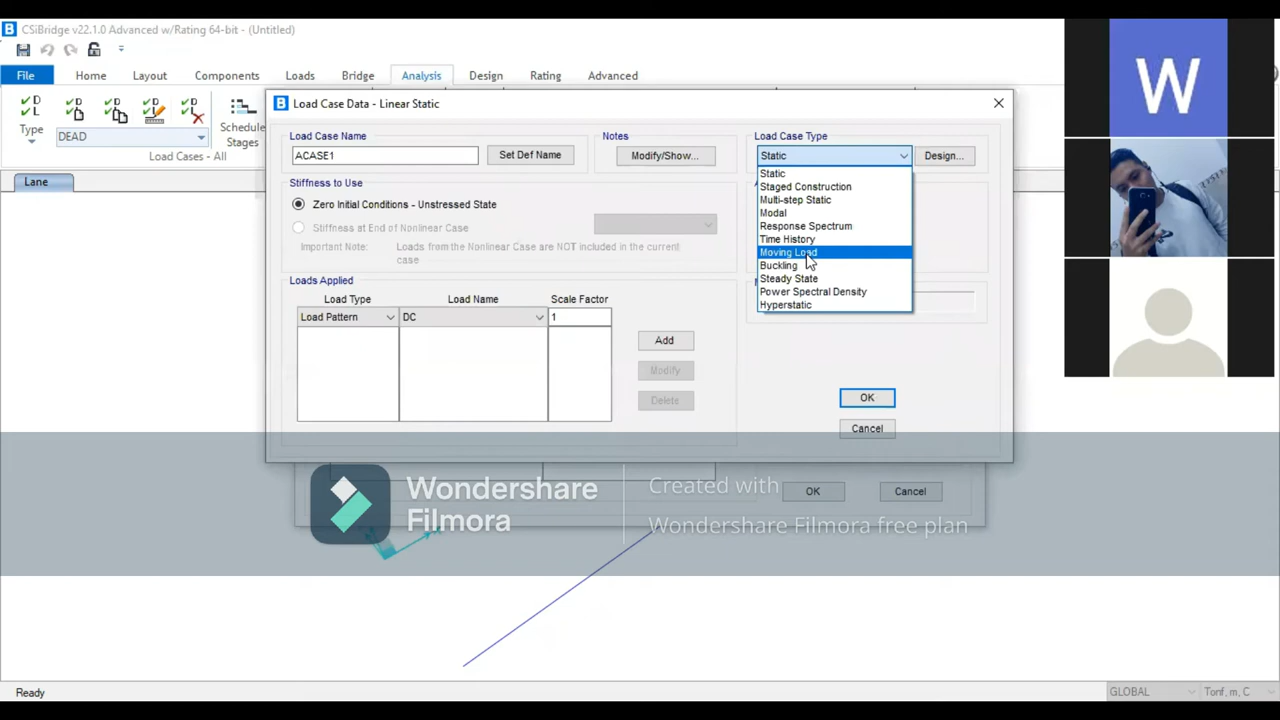 CSiBridge v22.1.0 Advanced w/Rating 64-bit - (Untitled)
File Home Layout Components Loads Bridge Analysis Design Rating Advanced
Type
DEAD
Schedule
Stages
Load Cases - All
Lane
Load Case Data - Linear Static
Load Case Name
ACASE1
Set Def Name
Notes
Modify/Show...
Load Case Type
Static
Design...
Static
Staged Construction
Multi-step Static
Modal
Response Spectrum
Time History
Moving Load
Buckling
Steady State
Power Spectral Density
Hyperstatic
Stiffness to Use
Zero Initial Conditions - Unstressed State
Stiffness at End of Nonlinear Case
Important Note: Loads from the Nonlinear Case are NOT included in the current
case
Loads Applied
Load Type Load Name Scale Factor
Load Pattern DC 1
Add
Modify
Delete
OK
Cancel
OK Cancel
Wondershare
Filmora
Created with
Wondershare Filmora free plan
W
Ready
GLOBAL
Tonf, m, C